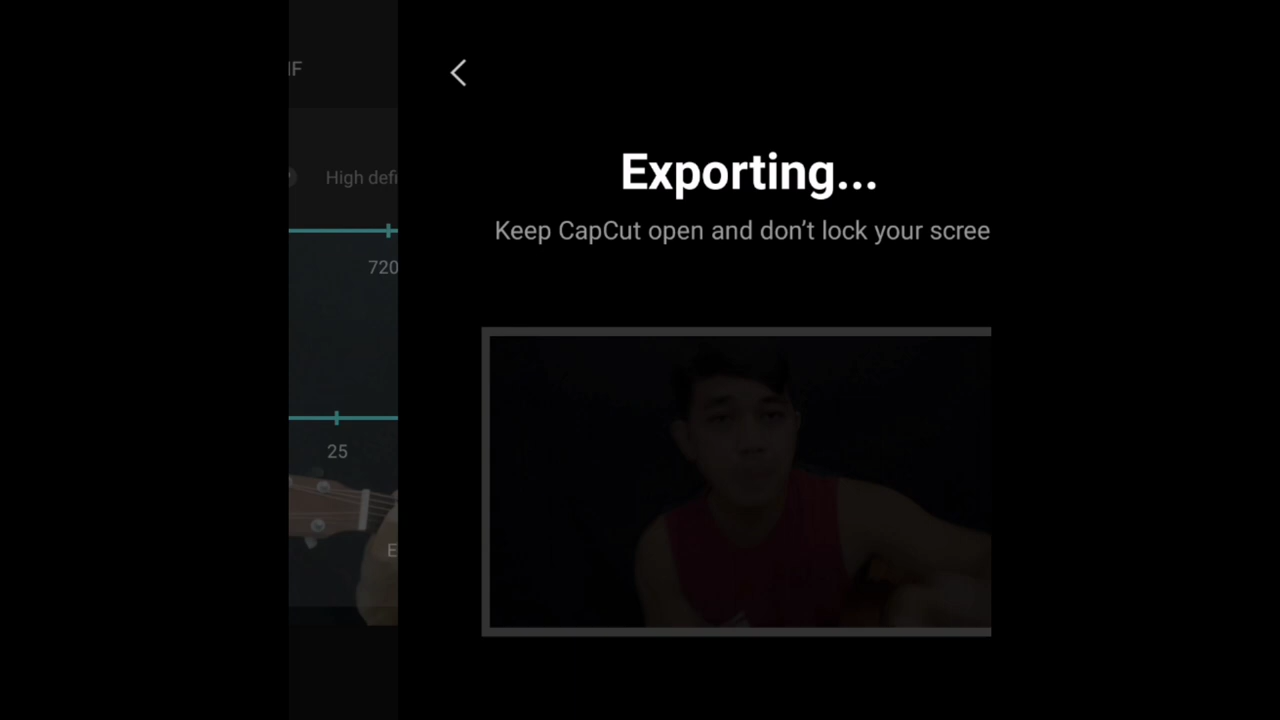 High defi
720
25
Exporting...
Keep CapCut open and don’t lock your scree